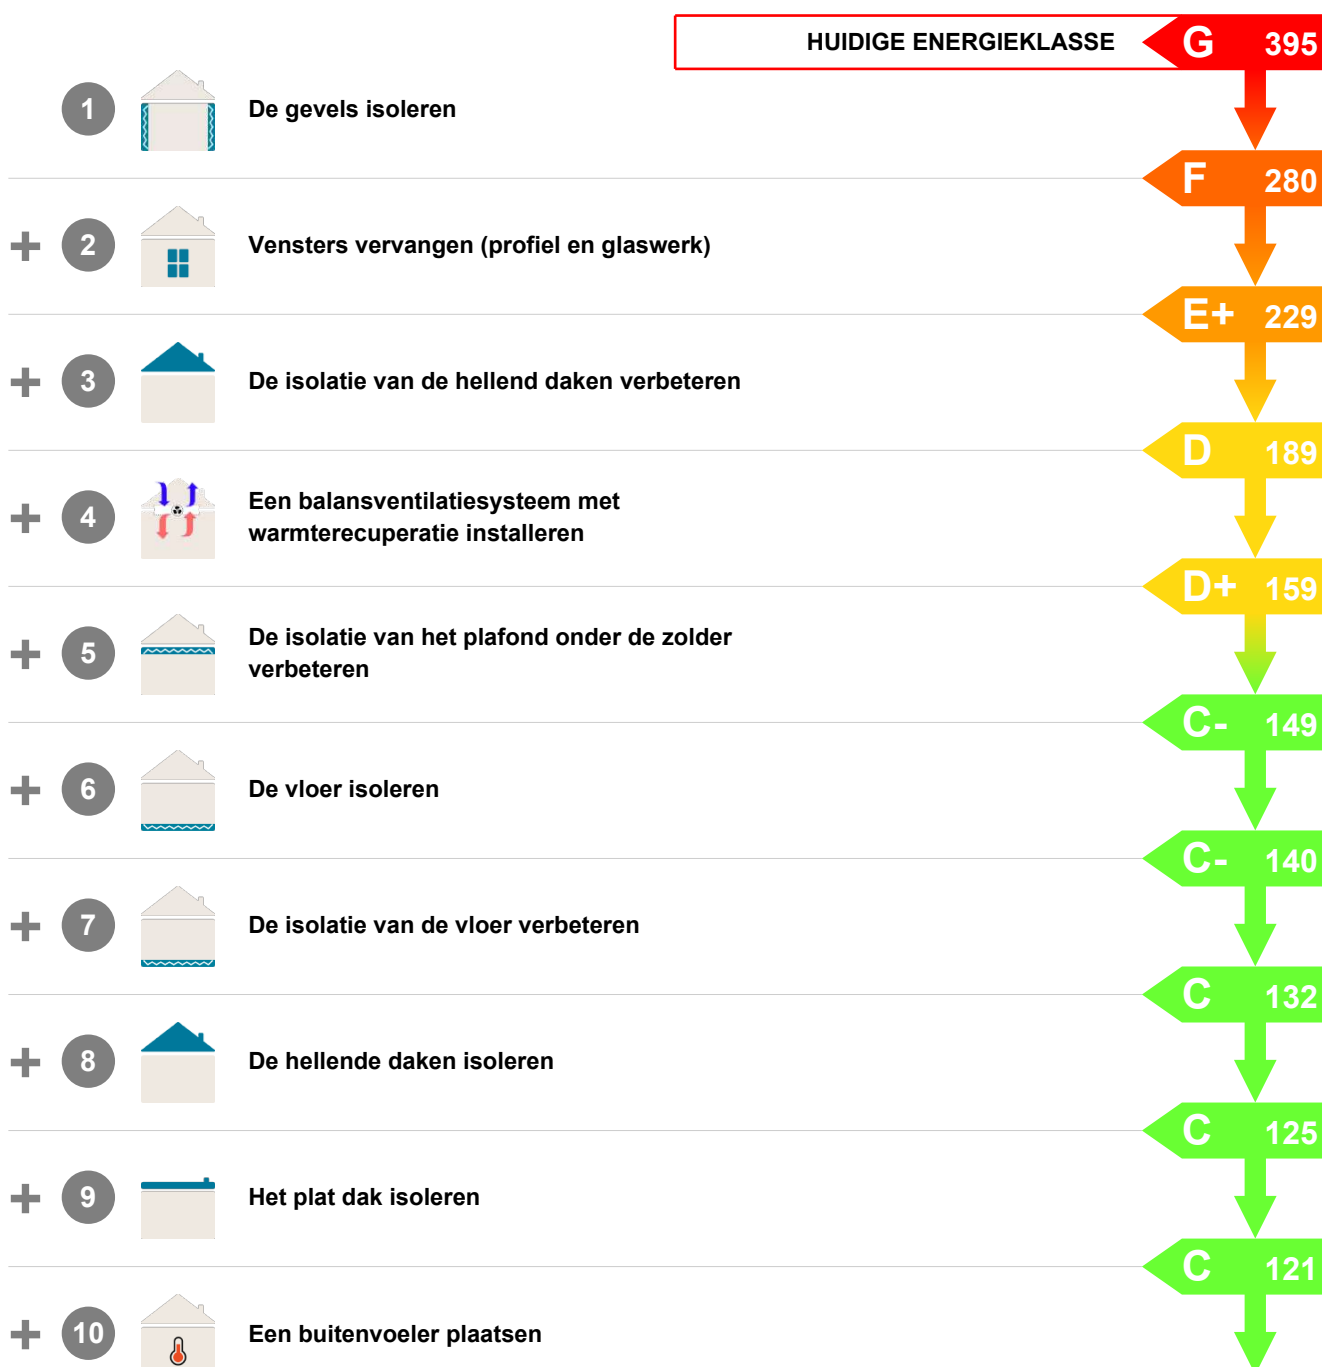 HUIDIGE ENERGIEKLASSE G 395
1 De gevels isoleren
F 280
+ 2 Vensters vervangen (profiel en glaswerk)
E+ 229
+ 3 De isolatie van de hellend daken verbeteren
D 189
+ 4 Een balansventilatiesysteem met
warmterecuperatie installeren
D+ 159
+ 5 De isolatie van het plafond onder de zolder
verbeteren
C- 149
+ 6 De vloer isoleren
C- 140
+ 7 De isolatie van de vloer verbeteren
C 132
+ 8 De hellende daken isoleren
C 125
+ 9 Het plat dak isoleren
C 121
+ 10 Een buitenvoeler plaatsen